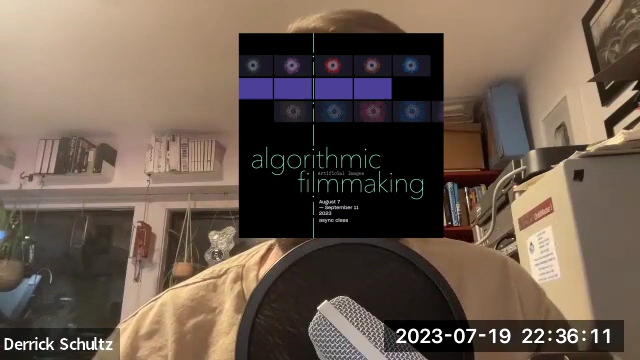 algorithmic
Artificial Images
filmmaking
August 7
— September 11
2023
async class
Derrick Schultz
2023-07-19 22:36:11